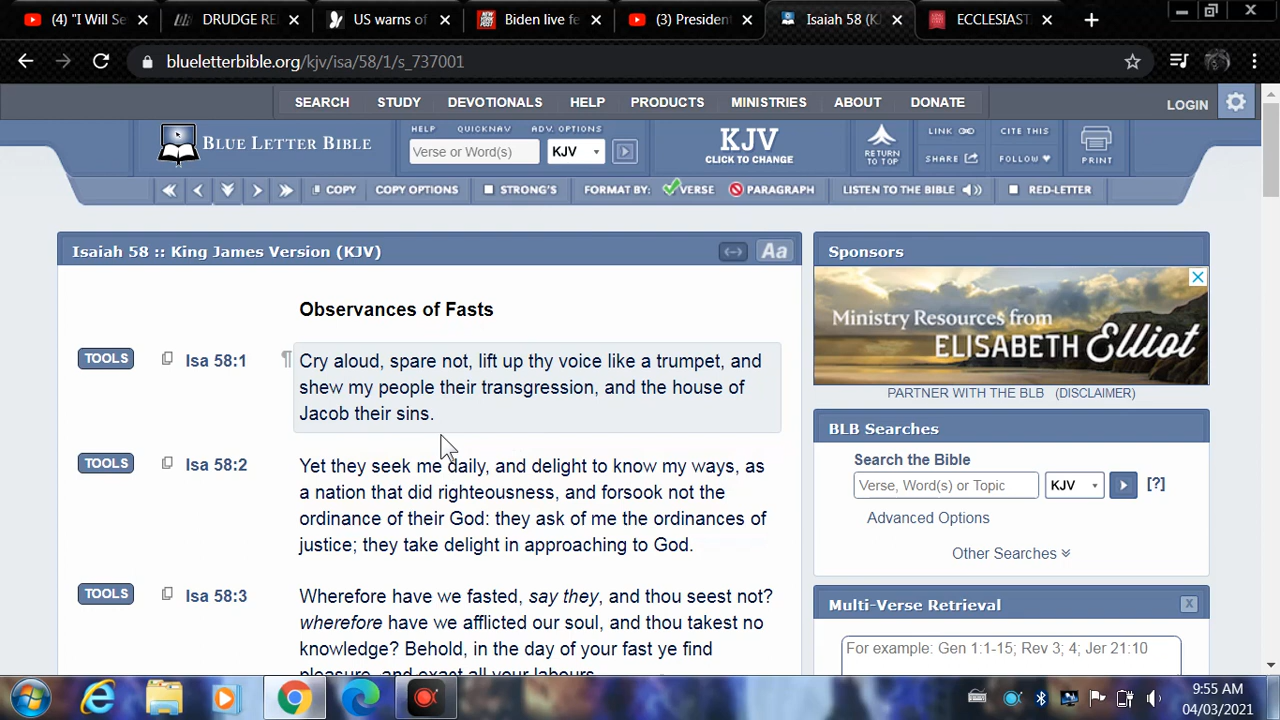 (4) "I Will Se
DRUDGE RE
US warns of
Biden live fe
(3) President
Isaiah 58 (K
ECCLESIAST
blueletterbible.org/kjv/isa/58/1/s_737001
SEARCH STUDY DEVOTIONALS HELP PRODUCTS MINISTRIES ABOUT DONATE LOGIN
BLUE LETTER BIBLE
HELP QUICKNAV ADV. OPTIONS
Verse or Word(s) KJV
KJV
CLICK TO CHANGE
RETURN
TO TOP
LINK CITE THIS
SHARE FOLLOW
PRINT
COPY COPY OPTIONS STRONG'S FORMAT BY: VERSE PARAGRAPH LISTEN TO THE BIBLE RED-LETTER
Isaiah 58 :: King James Version (KJV)
Aa
Observances of Fasts
TOOLS Isa 58:1 ¶ Cry aloud, spare not, lift up thy voice like a trumpet, and
shew my people their transgression, and the house of
Jacob their sins.
TOOLS Isa 58:2 Yet they seek me daily, and delight to know my ways, as
a nation that did righteousness, and forsook not the
ordinance of their God: they ask of me the ordinances of
justice; they take delight in approaching to God.
TOOLS Isa 58:3 Wherefore have we fasted, say they, and thou seest not?
wherefore have we afflicted our soul, and thou takest no
knowledge? Behold, in the day of your fast ye find
pleasure, and exact all your labours.
Sponsors
Ministry Resources from
ELISABETH Elliot
PARTNER WITH THE BLB (DISCLAIMER)
BLB Searches
Search the Bible
Verse, Word(s) or Topic KJV [?]
Advanced Options
Other Searches
Multi-Verse Retrieval X
For example: Gen 1:1-15; Rev 3; 4; Jer 21:10
9:55 AM
04/03/2021